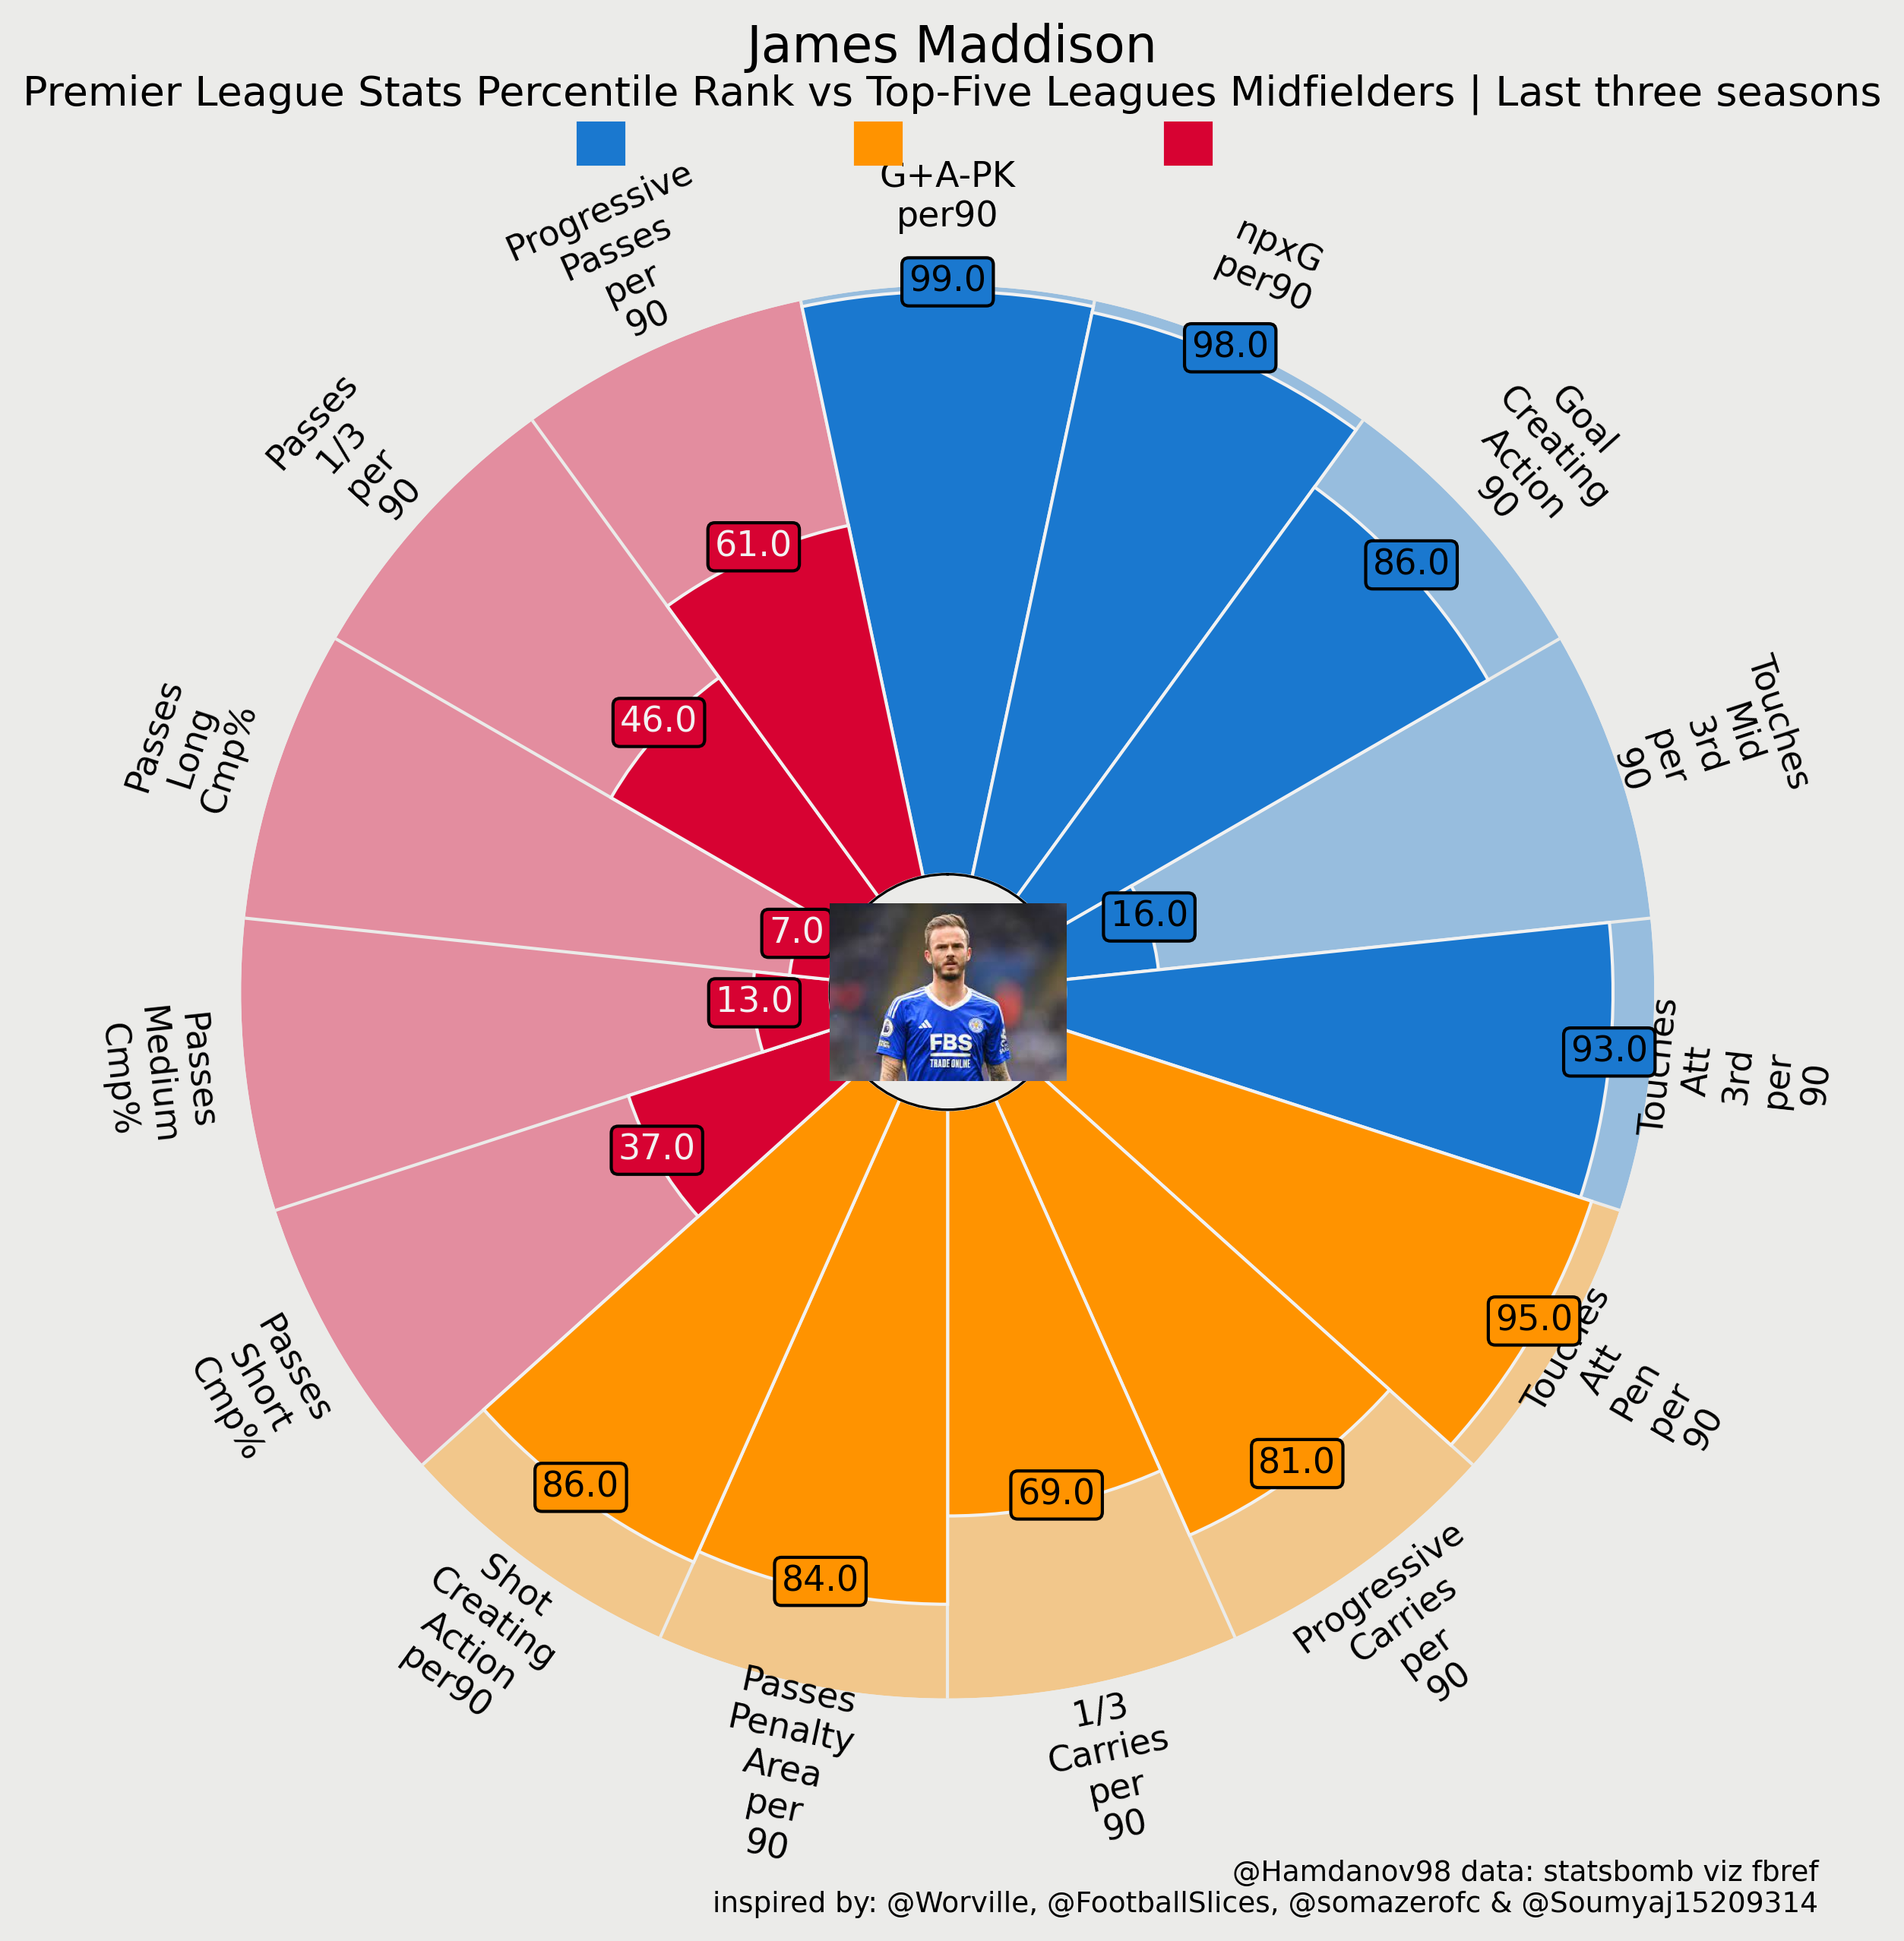 James Maddison
Premier League Stats Percentile Rank vs Top-Five Leagues Midfielders | Last three seasons
G+A-PK
per90
99.0
npxG
per90
98.0
Goal
Creating
Action
90
86.0
Touches
Mid
3rd
per
90
16.0
Touches
Att
3rd
per
90
93.0
Touches
Att
Pen
per
90
95.0
Progressive
Carries
per
90
81.0
1/3
Carries
per
90
69.0
Passes
Penalty
Area
per
90
84.0
Shot
Creating
Action
per90
86.0
Passes
Short
Cmp%
37.0
Passes
Medium
Cmp%
13.0
Passes
Long
Cmp%
7.0
Passes
1/3
per
90
46.0
Progressive
Passes
per
90
61.0
FBS
TRADE ONLINE
@Hamdanov98 data: statsbomb viz fbref
inspired by: @Worville, @FootballSlices, @somazerofc & @Soumyaj15209314